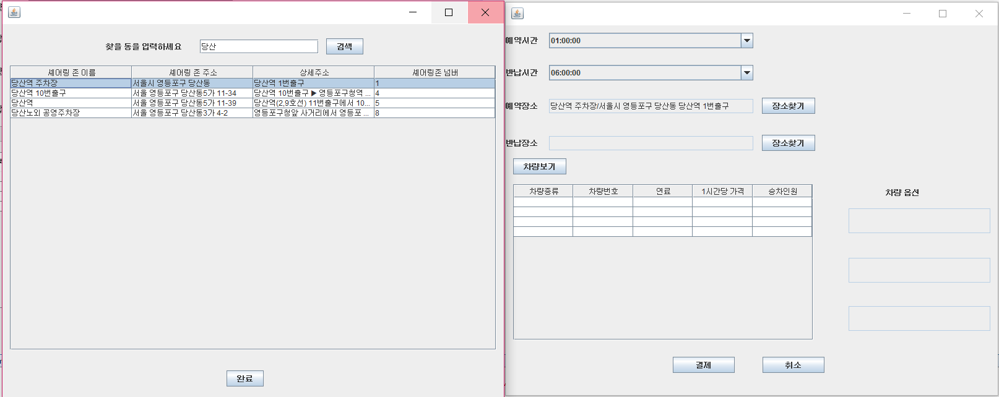 찾을 동을 입력하세요 당산 검색
셰어링 존 이름 셰어링 존 주소 상세주소 셰어링존 넘버
당산역 주차장 서울시 영등포구 당산동 당산역 1번출구 1
당산역 10번출구 서울 영등포구 당산동5가 11-34 당산역 10번출구 ▶ 영등포구청역 ... 4
당산역 서울 영등포구 당산동5가 11-39 당산역(2,9호선) 11번출구에서 10... 5
당산노외 공영주차장 서울 영등포구 당산동3가 4-2 영등포구청앞 사거리에서 영등포 ... 8
완료
예약시간 01:00:00
반납시간 06:00:00
예약장소 당산역 주차장/서울시 영등포구 당산동 당산역 1번출구 장소찾기
반납장소 장소찾기
차량보기
차량종류 차량번호 연료 1시간당 가격 승차인원
차량 옵션
결제 취소